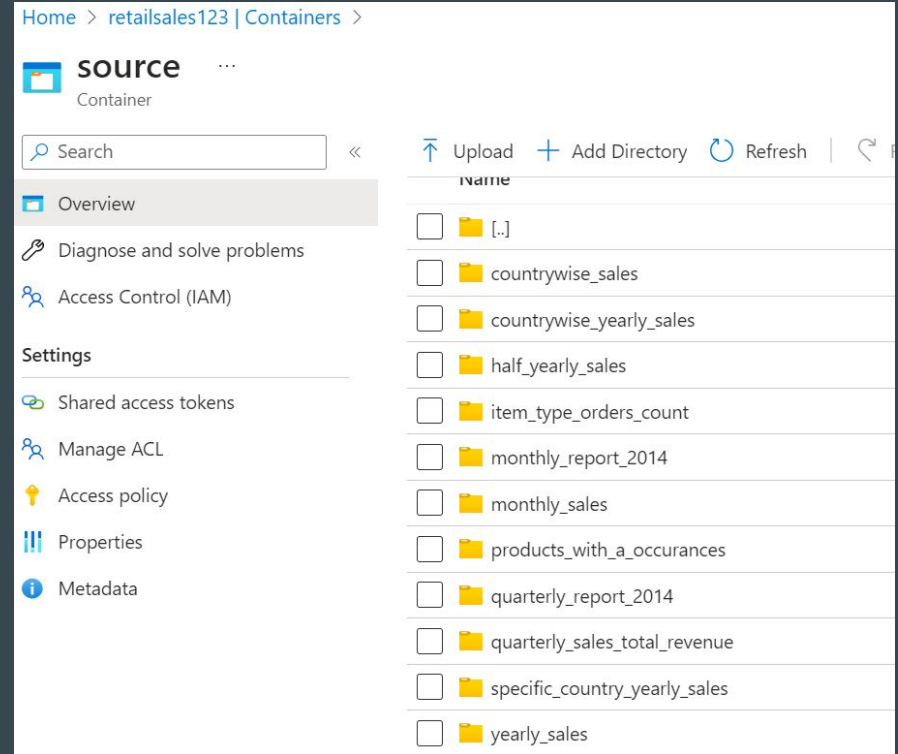 Home > retailsales123 | Containers >
source ...
Container
Search «
Overview
Diagnose and solve problems
Access Control (IAM)
Settings
Shared access tokens
Manage ACL
Access policy
Properties
Metadata
Upload + Add Directory Refresh
Name
[..]
countrywise_sales
countrywise_yearly_sales
half_yearly_sales
item_type_orders_count
monthly_report_2014
monthly_sales
products_with_a_occurances
quarterly_report_2014
quarterly_sales_total_revenue
specific_country_yearly_sales
yearly_sales